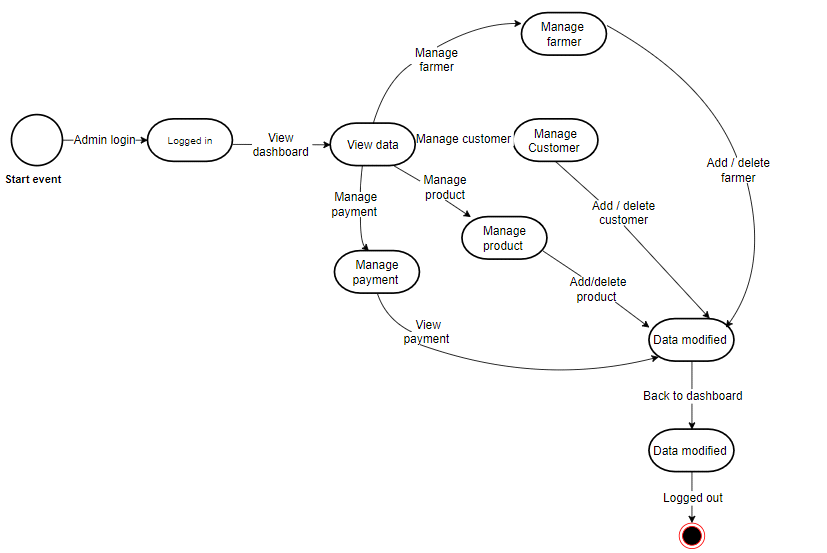 Manage
farmer
Manage
farmer
Admin login
Logged in
View
dashboard
View data
Manage customer
Manage
Customer
Start event
Add / delete
farmer
Manage
product
Manage
payment
Add / delete
customer
Manage
product
Manage
payment
Add/delete
product
View
payment
Data modified
Back to dashboard
Data modified
Logged out